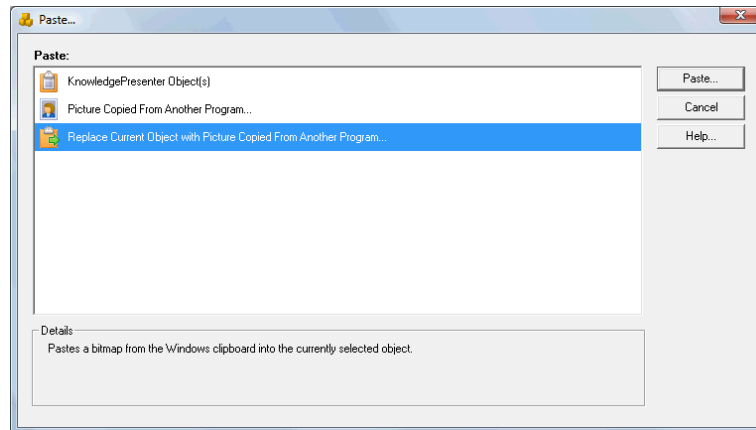 Paste...
Paste:
KnowledgePresenter Object(s)
Picture Copied From Another Program...
Replace Current Object with Picture Copied From Another Program...
Paste...
Cancel
Help...
Details
Pastes a bitmap from the Windows clipboard into the currently selected object.